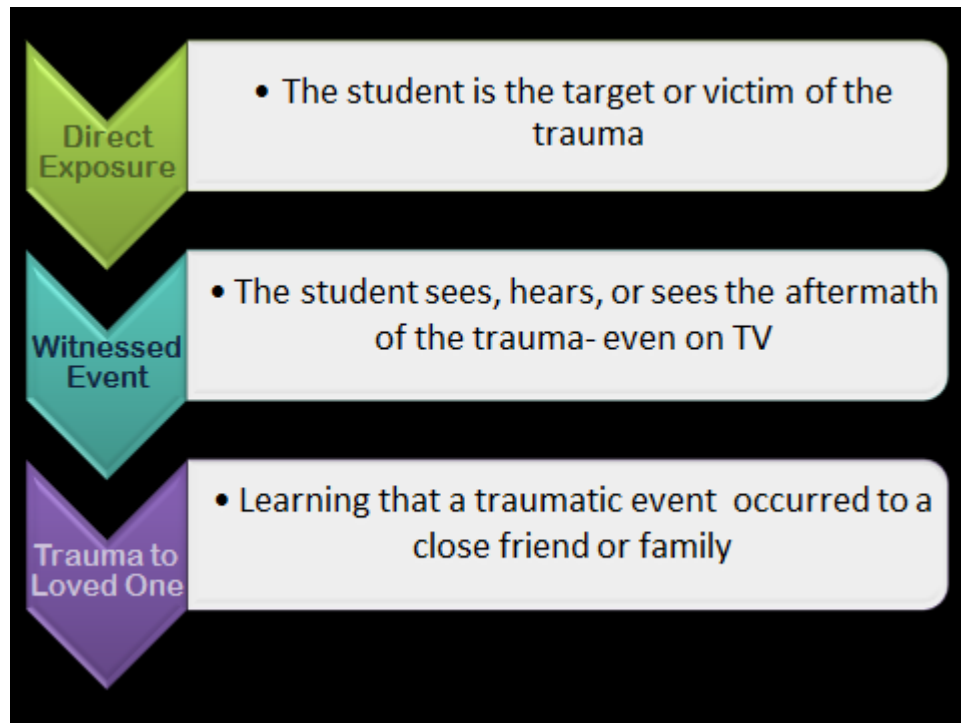 Direct
Exposure
• The student is the target or victim of the
trauma
Witnessed
Event
• The student sees, hears, or sees the aftermath
of the trauma- even on TV
Trauma to
Loved One
• Learning that a traumatic event  occurred to a
close friend or family